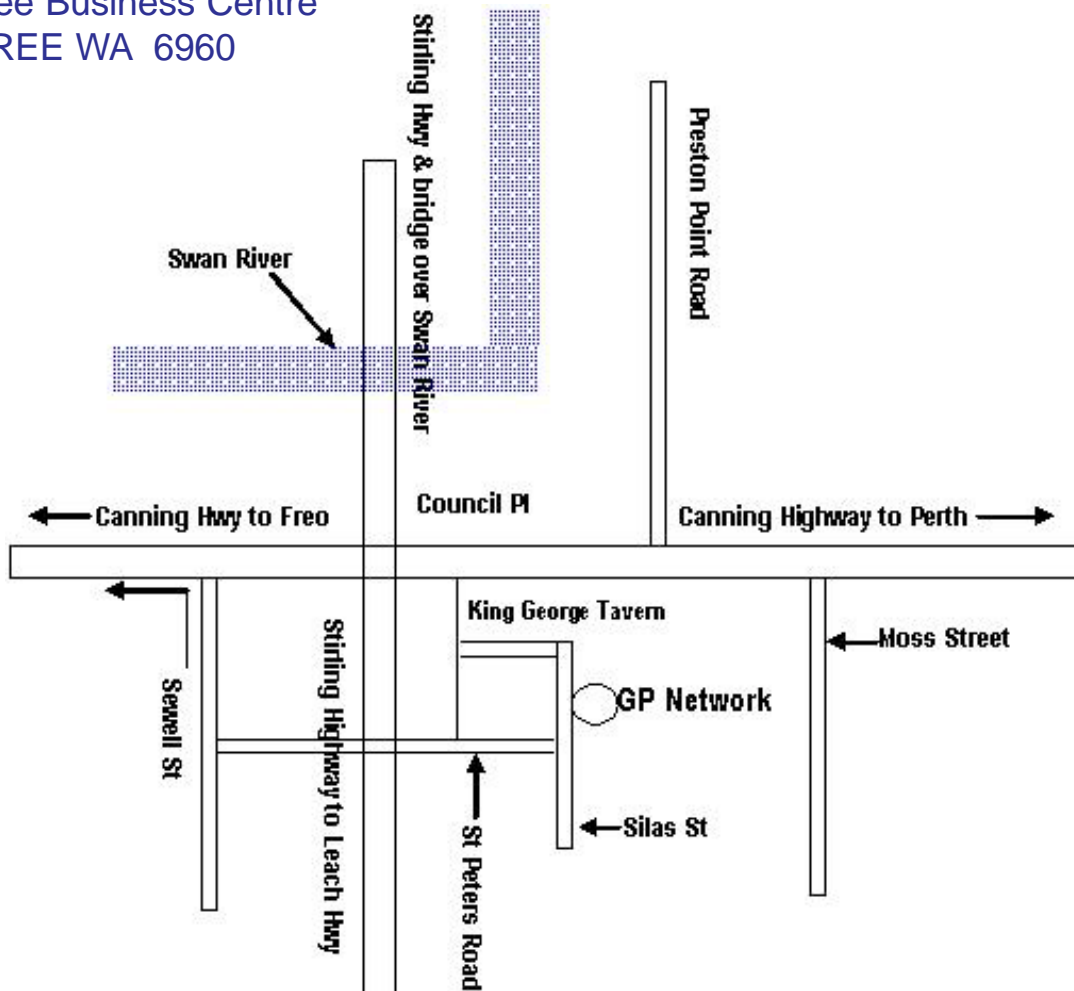 ee Business Centre
REE WA 6960
Stirling Hwy & bridge over Swan River
Preston Point Road
Swan River
Council Pl
Canning Hwy to Freo
Canning Highway to Perth
King George Tavern
Moss Street
Stirling Highway to Leach Hwy
Sewell St
GP Network
Silas St
St Peters Road